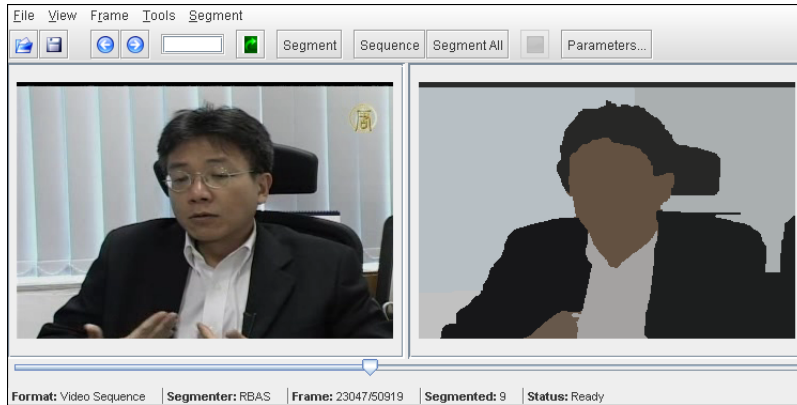 File View Frame Tools Segment
Segment Sequence Segment All Parameters...
Format: Video Sequence Segmenter: RBAS Frame: 23047/50919 Segmented: 9 Status: Ready